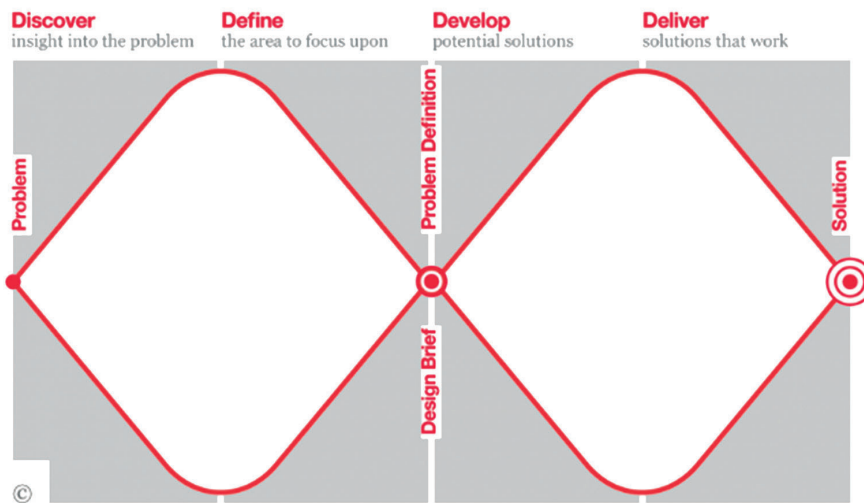 Discover
insight into the problem
Define
the area to focus upon
Develop
potential solutions
Deliver
solutions that work
Problem
Problem Definition
Design Brief
Solution
©